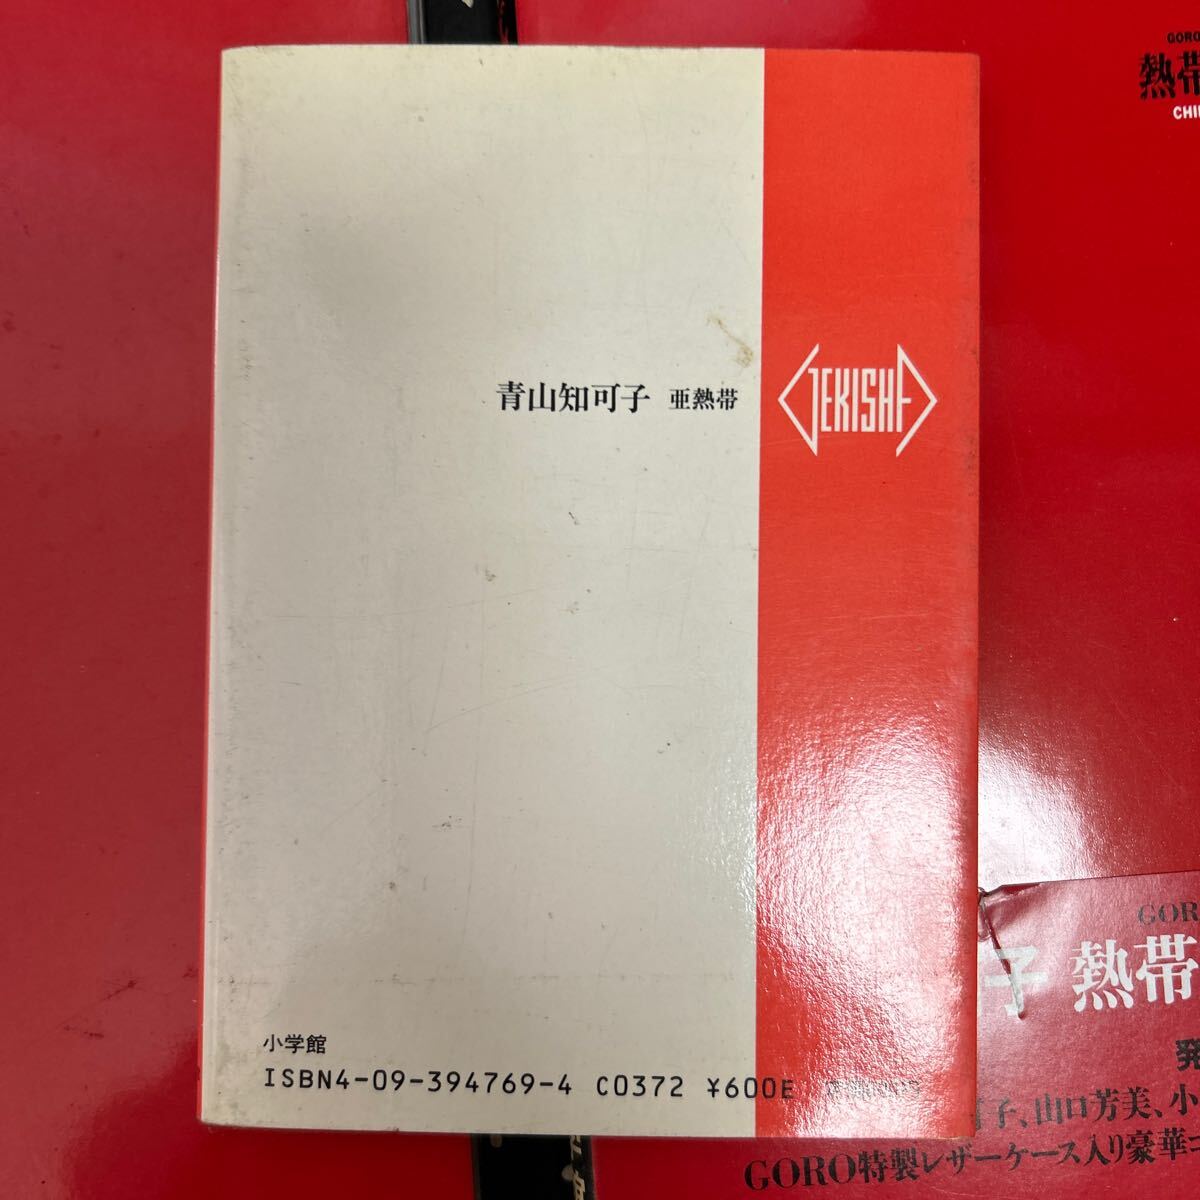 GORO
熱帯
CHI
青山知可子 亜熱帯
GEKISHA
GOR
子 熱帯
発
小学館
ISBN4-09-394769-4 C0372 ¥600E
子、山口芳美、小
GORO特製レザーケース入り豪華